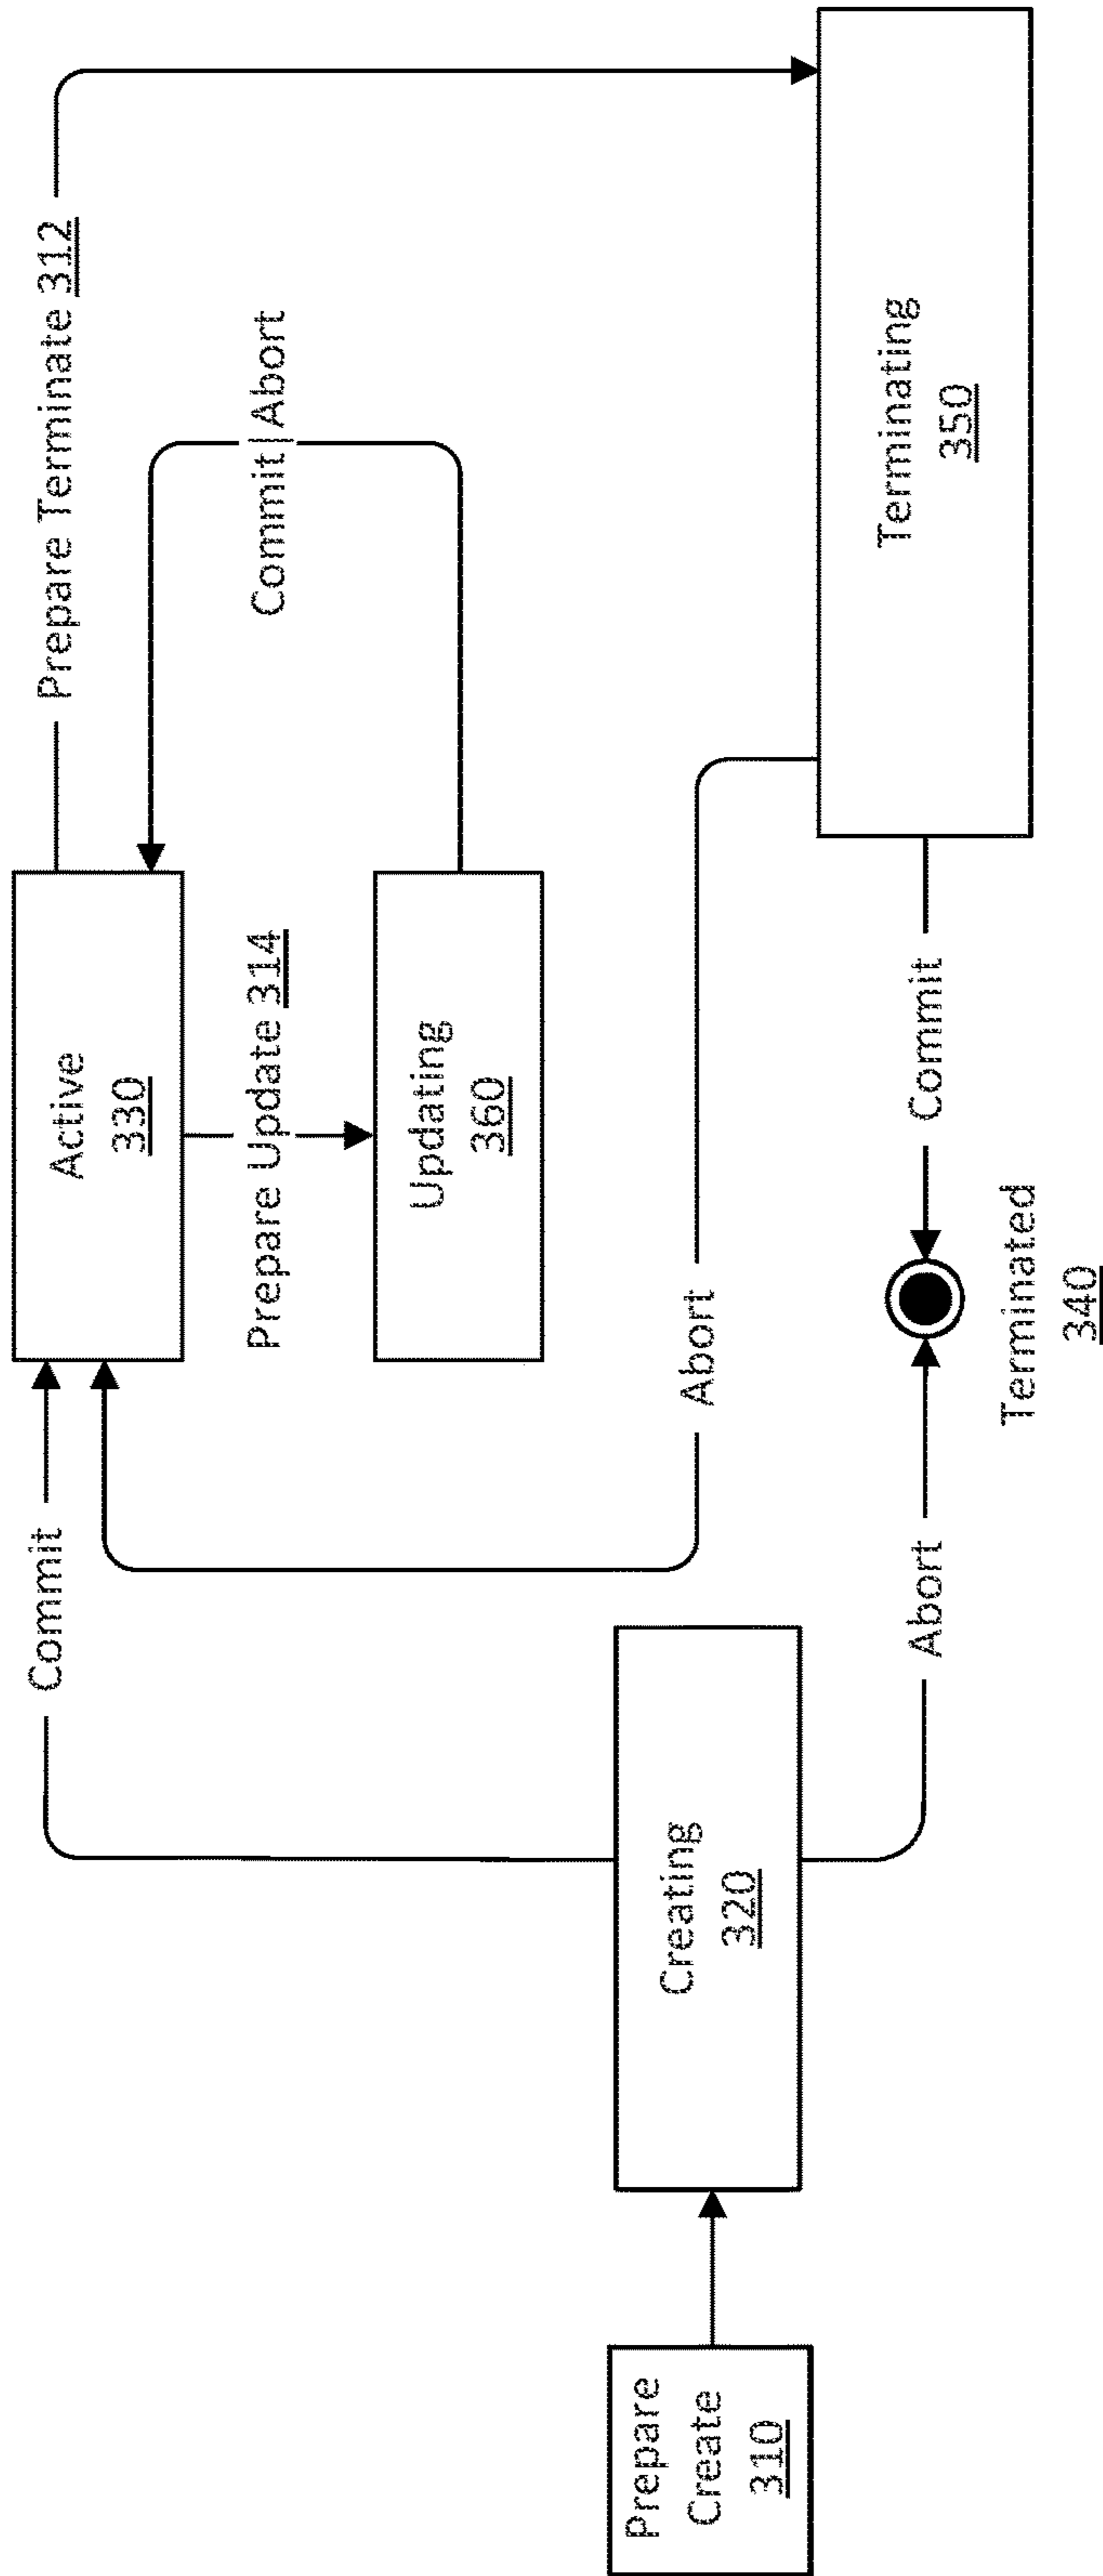 Prepare
Create
310
Creating
320
Commit
Abort
Active
330
Prepare Update 314
Updating
360
Prepare Terminate 312
Commit|Abort
Abort
Terminated
340
Commit
Terminating
350